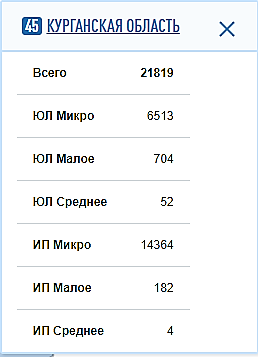 45 КУРГАНСКАЯ ОБЛАСТЬ
Всего 21819
ЮЛ Микро 6513
ЮЛ Малое 704
ЮЛ Среднее 52
ИП Микро 14364
ИП Малое 182
ИП Среднее 4